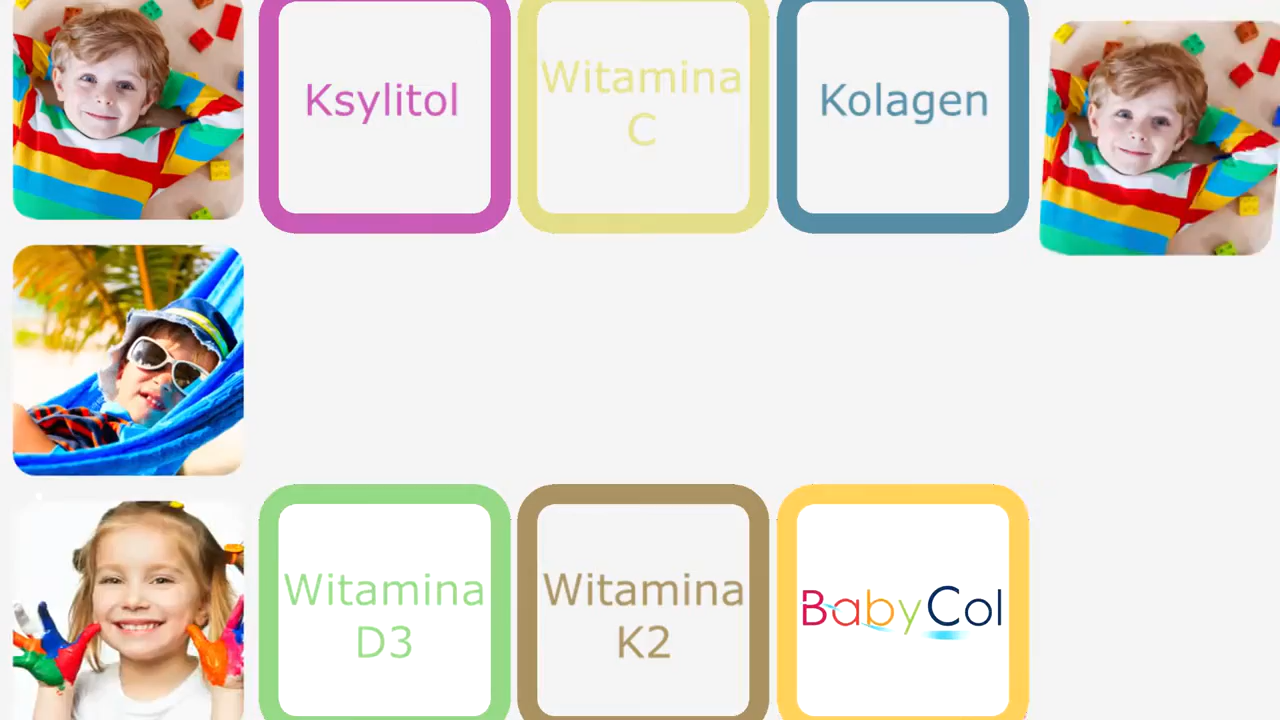 Ksylitol
Witamina
C
Kolagen
Witamina
D3
Witamina
K2
BabyCol